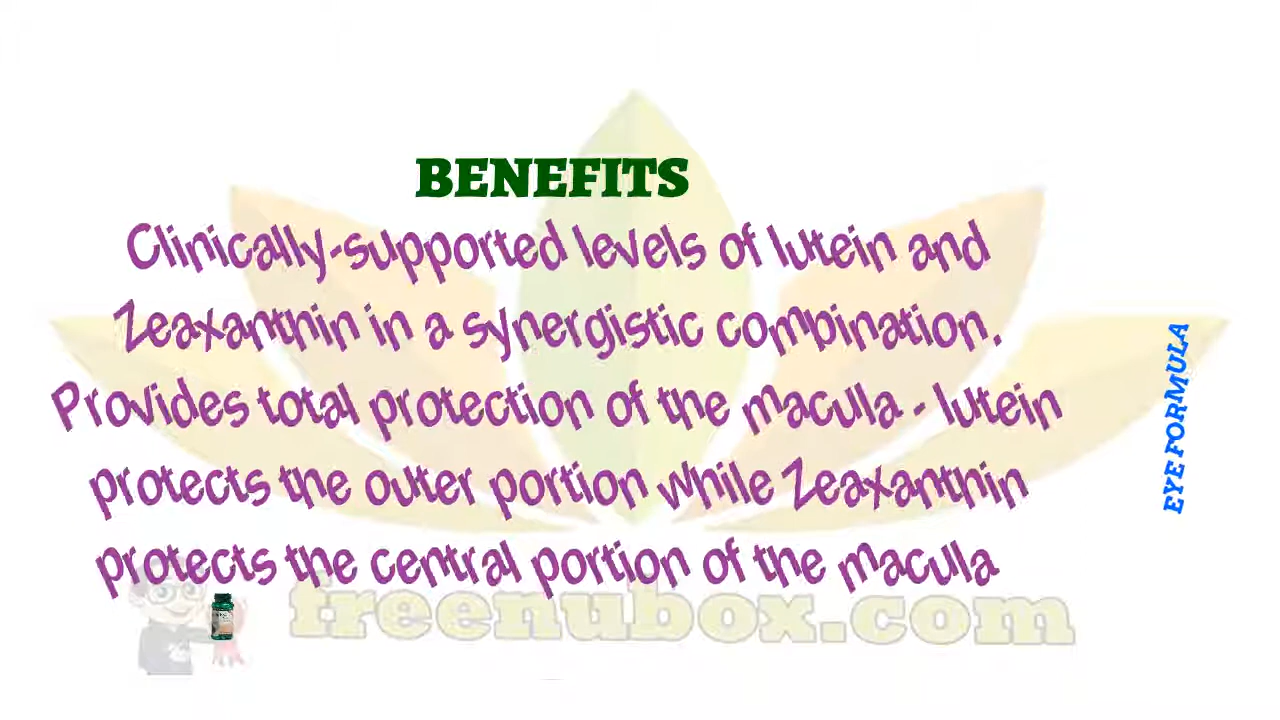 BENEFITS
Clinically-supported levels of lutein and
Zeaxanthin in a synergistic combination.
Provides total protection of the macula - lutein
protects the outer portion while Zeaxanthin
protects the central portion of the macula
freenubox.com
EYE FORMULA